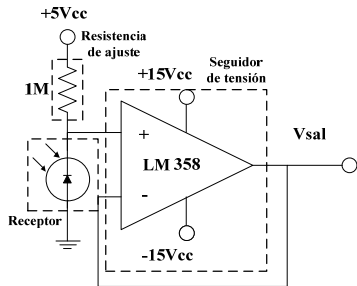 +5Vcc
Resistencia
de ajuste
1M
Seguidor
de tensión
+15Vcc
+
LM 358
-
Vsal
Receptor
-15Vcc